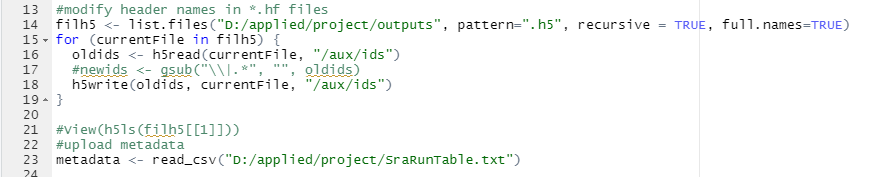 13 #modify header names in *.hf files
14 filh5 <- list.files("D:/applied/project/outputs", pattern=".h5", recursive = TRUE, full.names=TRUE)
15 for (currentFile in filh5) {
16 oldids <- h5read(currentFile, "/aux/ids")
17 #newids <- gsub("\\|.*", "", oldids)
18 h5write(oldids, currentFile, "/aux/ids")
19 }
20
21 #View(h5ls(filh5[[1]]))
22 #upload metadata
23 metadata <- read_csv("D:/applied/project/SraRunTable.txt")
24